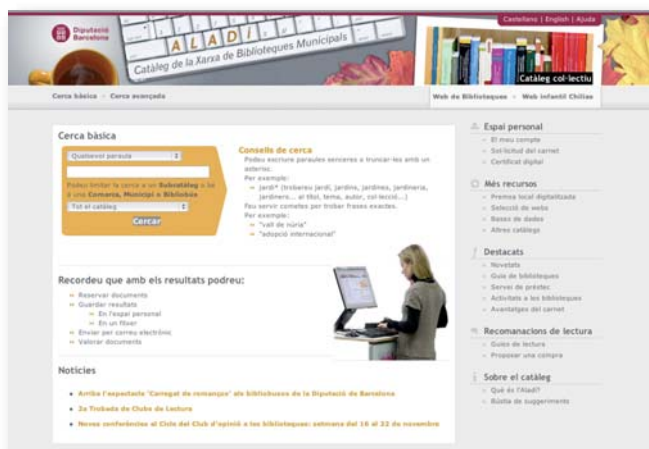 Diputació
Barcelona
ALADÍ
Catàleg de la Xarxa de Biblioteques Municipals
Castellano | English | Ajuda
Catàleg col·lectiu
Cerca bàsica · Cerca avançada
Web de Biblioteques · Web infantil Chilias
Cerca bàsica
Qualsevol paraula
Podeu limitar la cerca a un Subcatàleg o bé
a una Comarca, Municipi o Bibliobús
Tot el catàleg
Cercar
Consells de cerca
Podeu escriure paraules senceres o truncar-les amb un
asterisc.
Per exemple:
jardi* (trobareu jardí, jardins, jardines, jardineria,
jardiners... al títol, tema, autor, col·lecció...)
Feu servir cometes per trobar frases exactes.
Per exemple:
"vall de núria"
"adopció internacional"
Recordeu que amb els resultats podreu:
Reservar documents
Guardar resultats
En l'espai personal
En un fitxer
Enviar per correu electrònic
Valorar documents
Notícies
Arriba l'espectacle 'Carregat de romanços' als bibliobusos de la Diputació de Barcelona
2a Trobada de Clubs de Lectura
Noves conferències al Cicle del Club d'opinió a les biblioteques: setmana del 16 al 22 de novembre
Espai personal
El meu compte
Sol·licitud del carnet
Certificat digital
Més recursos
Premsa local digitalitzada
Selecció de webs
Bases de dades
Altres catàlegs
Destacats
Novetats
Guia de biblioteques
Servei de préstec
Activitats a les biblioteques
Avantatges del carnet
Recomanacions de lectura
Guies de lectura
Proposar una compra
Sobre el catàleg
Què és l'Aladí?
Bústia de suggeriments